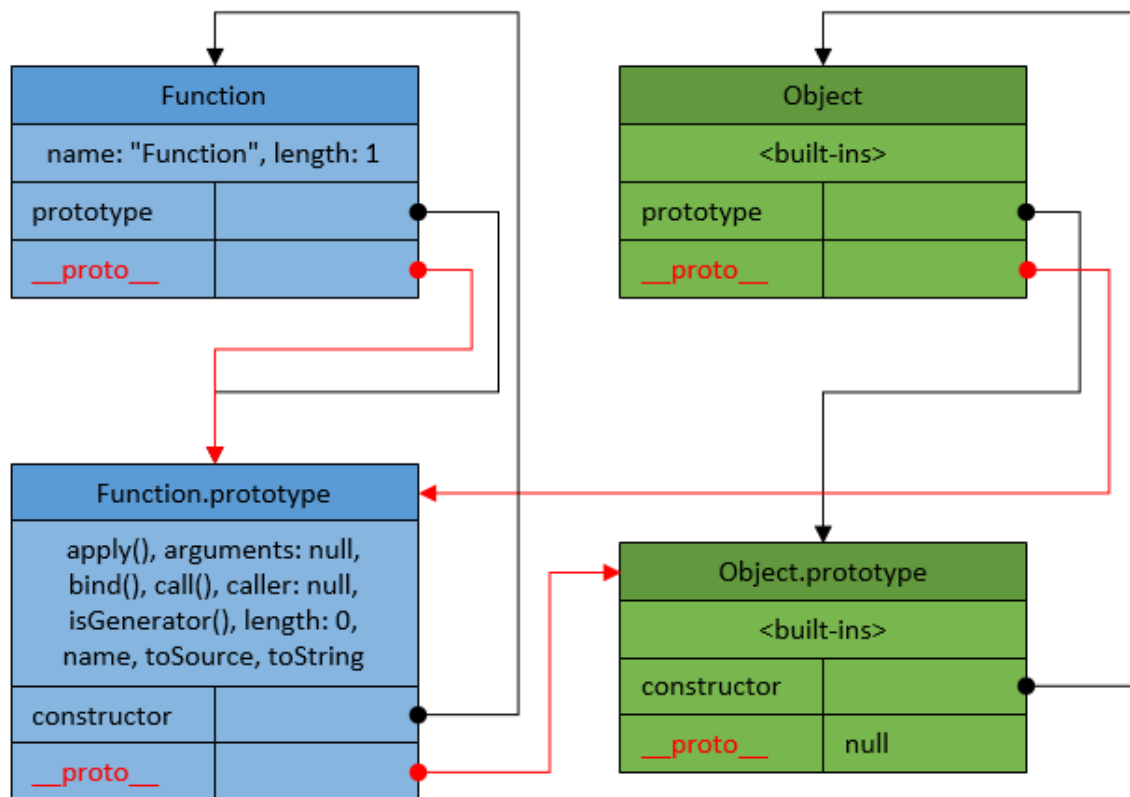 Function
name: "Function", length: 1
prototype
__proto__
Object
<built-ins>
prototype
__proto__
Function.prototype
apply(), arguments: null,
bind(), call(), caller: null,
isGenerator(), length: 0,
name, toSource, toString
constructor
__proto__
Object.prototype
<built-ins>
constructor
__proto__ null